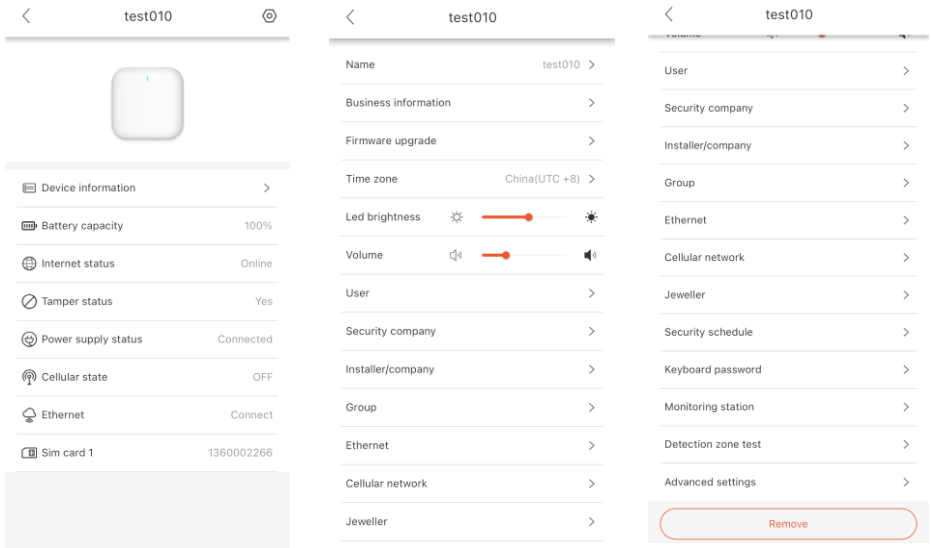 test010
Device information
Battery capacity 100%
Internet status Online
Tamper status Yes
Power supply status Connected
Cellular state OFF
Ethernet Connect
Sim card 1 1360002266
test010
Name test010
Business information
Firmware upgrade
Time zone China(UTC +8)
Led brightness
Volume
User
Security company
Installer/company
Group
Ethernet
Cellular network
Jeweller
test010
Volume
User
Security company
Installer/company
Group
Ethernet
Cellular network
Jeweller
Security schedule
Keyboard password
Monitoring station
Detection zone test
Advanced settings
Remove